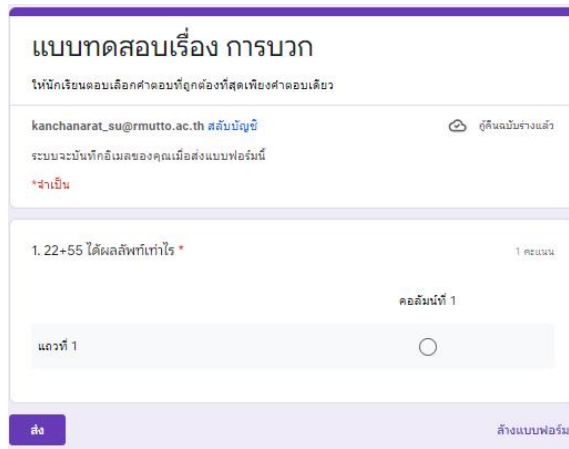 แบบทดสอบเรื่อง การบวก
ให้นักเรียนตอบเลือกคำตอบที่ถูกต้องที่สุดเพียงคำตอบเดียว
kanchanarat_su@rmutto.ac.th สลับบัญชี กู้คืนฉบับร่างแล้ว
ระบบจะบันทึกอีเมลของคุณเมื่อส่งแบบฟอร์มนี้
*จำเป็น
1. 22+55 ได้ผลลัพท์เท่าไร * 1 คะแนน
คอลัมน์ที่ 1
แถวที่ 1
ส่ง ล้างแบบฟอร์ม